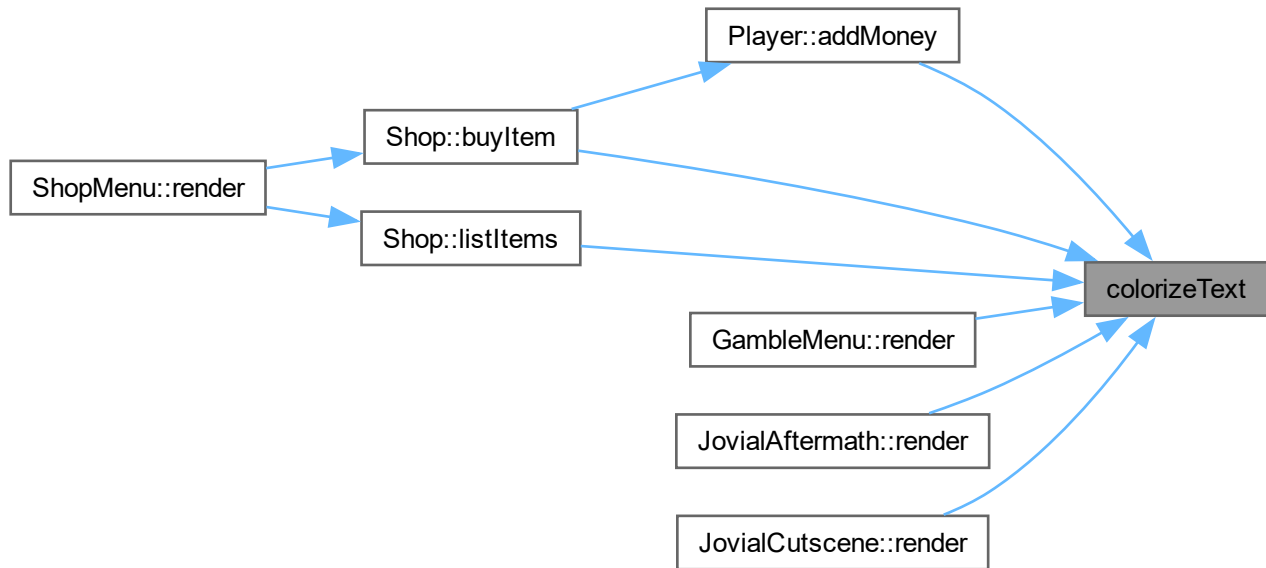 Player::addMoney
Shop::buyItem
ShopMenu::render
Shop::listItems
colorizeText
GambleMenu::render
JovialAftermath::render
JovialCutscene::render